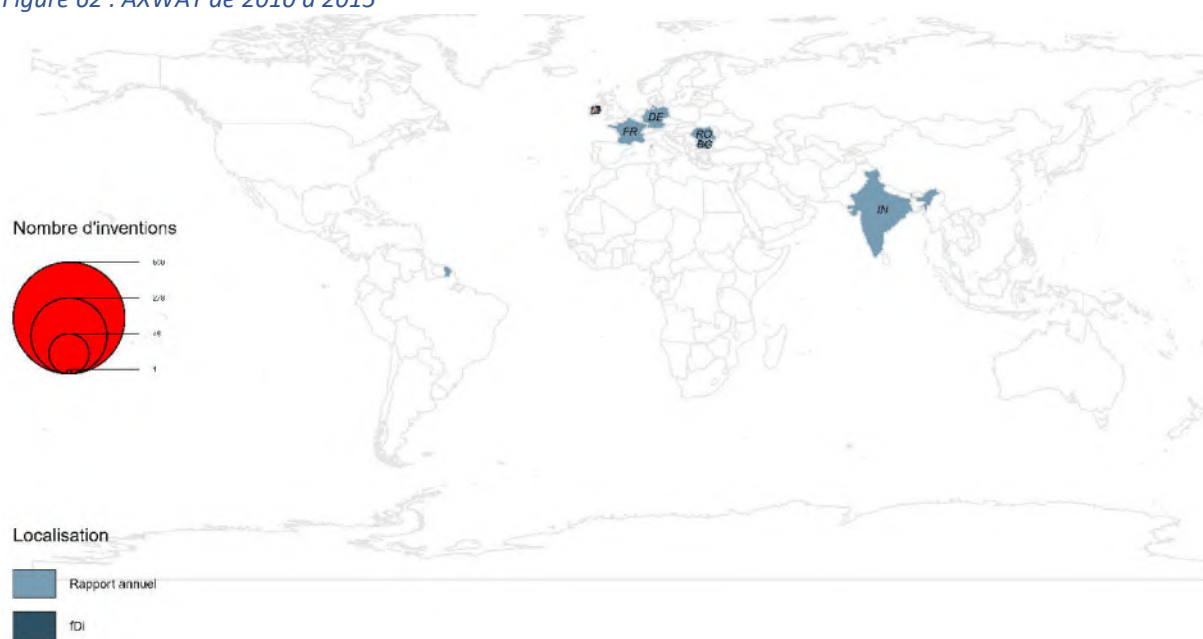 Figure 62 : AXWAY de 2010 à 2015
DE
FR
RO
BG
IN
Nombre d'inventions
1
Localisation
Rapport annuel
fDi